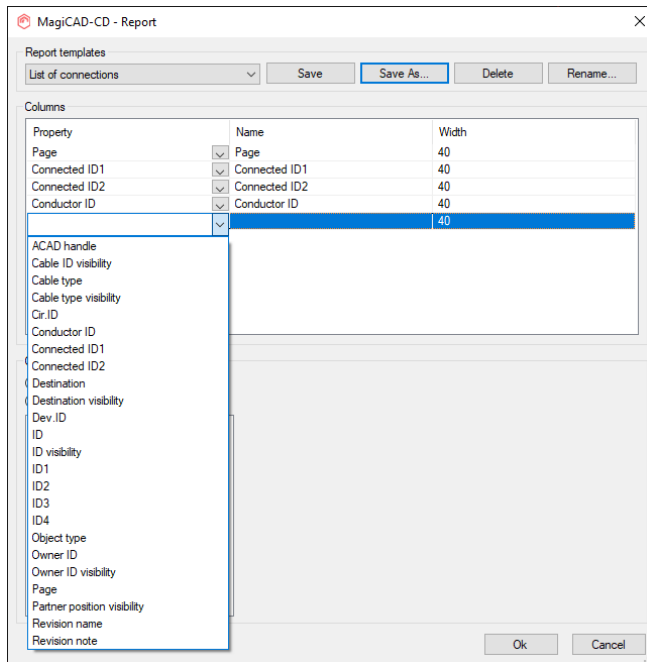 MagiCAD-CD - Report
Report templates
List of connections Save Save As... Delete Rename...
Columns
Property Name Width
Page Page 40
Connected ID1 Connected ID1 40
Connected ID2 Connected ID2 40
Conductor ID Conductor ID 40
40
ACAD handle
Cable ID visibility
Cable type
Cable type visibility
Cir.ID
Conductor ID
Connected ID1
Connected ID2
Destination
Destination visibility
Dev.ID
ID
ID visibility
ID1
ID2
ID3
ID4
Object type
Owner ID
Owner ID visibility
Page
Partner position visibility
Revision name
Revision note
Ok Cancel